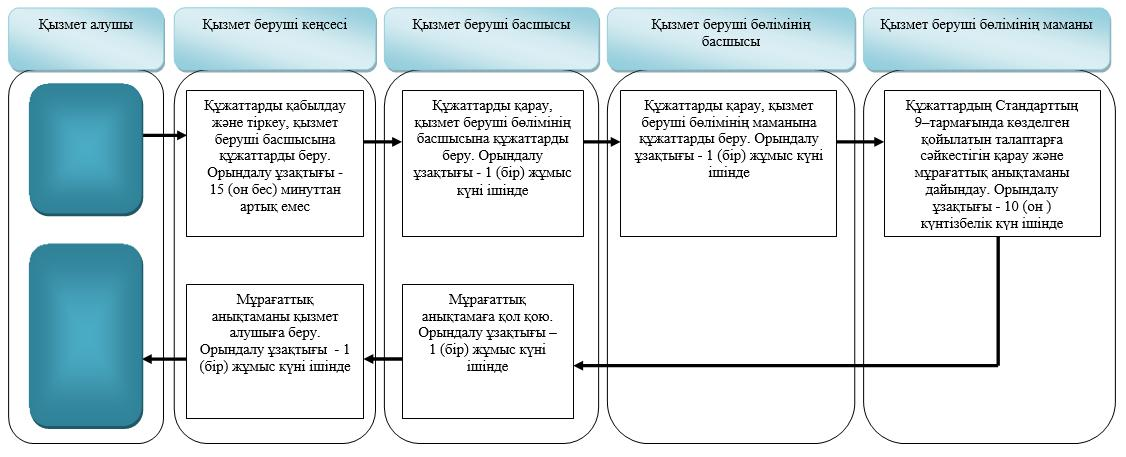 Қызмет алушы
Қызмет беруші кеңсесі
Қызмет беруші басшысы
Қызмет беруші бөлімінің
басшысы
Қызмет беруші бөлімінің маманы
Құжаттарды қабылдау
және тіркеу, қызмет
беруші басшысына
құжаттарды беру.
Орындалу ұзақтығы -
15 (он бес) минуттан
артық емес
Құжаттарды қарау,
қызмет беруші бөлімінің
басшысына құжаттарды
беру. Орындалу
ұзақтығы - 1 (бір) жұмыс
күні ішінде
Құжаттарды қарау, қызмет
беруші бөлімінің маманына
құжаттарды беру. Орындалу
ұзақтығы - 1 (бір) жұмыс күні
ішінде
Құжаттардың Стандарттың
9–тармағында көзделген
қойылатын талаптарға
сәйкестігін қарау және
мұрағаттық анықтаманы
дайындау. Орындалу
ұзақтығы - 10 (он )
күнтізбелік күн ішінде
Мұрағаттық
анықтаманы қызмет
алушыға беру.
Орындалу ұзақтығы - 1
(бір) жұмыс күні ішінде
Мұрағаттық
анықтамаға қол қою.
Орындалу ұзақтығы –
1 (бір) жұмыс күні
ішінде